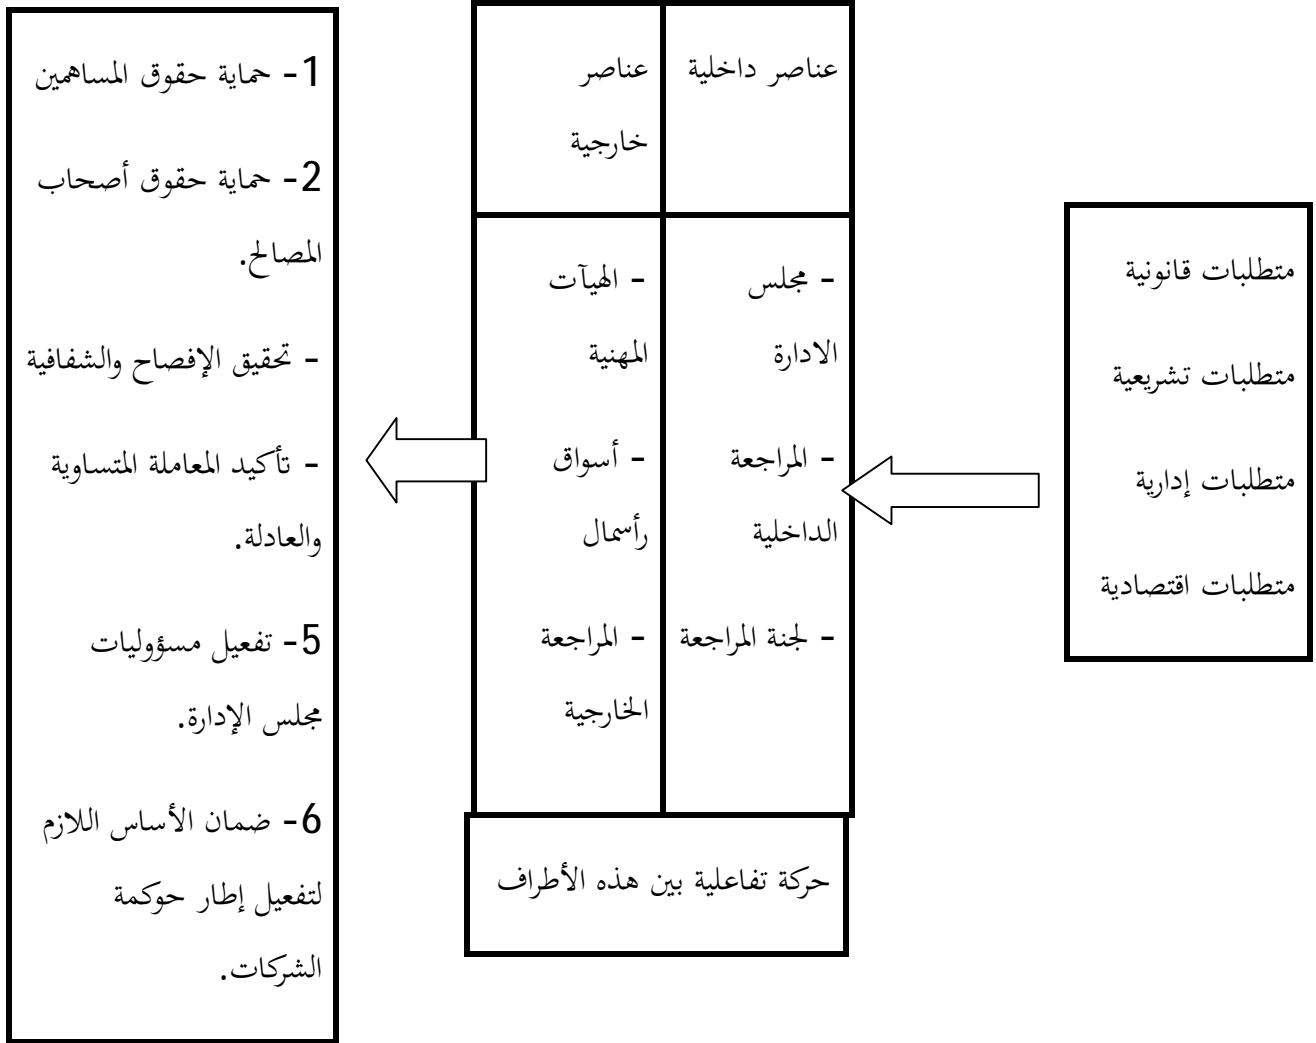 متطلبات قانونية
متطلبات تشريعية
متطلبات إدارية
متطلبات اقتصادية
عناصر داخلية
- مجلس
الادارة
- المراجعة
الداخلية
- لجنة المراجعة
عناصر
خارجية
- الهيآت
المهنية
- أسواق
رأسمال
- المراجعة
الخارجية
حركة تفاعلية بين هذه الأطراف
1- حماية حقوق المساهمين
2- حماية حقوق أصحاب
المصالح.
- تحقيق الإفصاح والشفافية
- تأكيد المعاملة المتساوية
والعادلة.
5- تفعيل مسؤوليات
مجلس الإدارة.
6- ضمان الأساس اللازم
لتفعيل إطار حوكمة
الشركات.